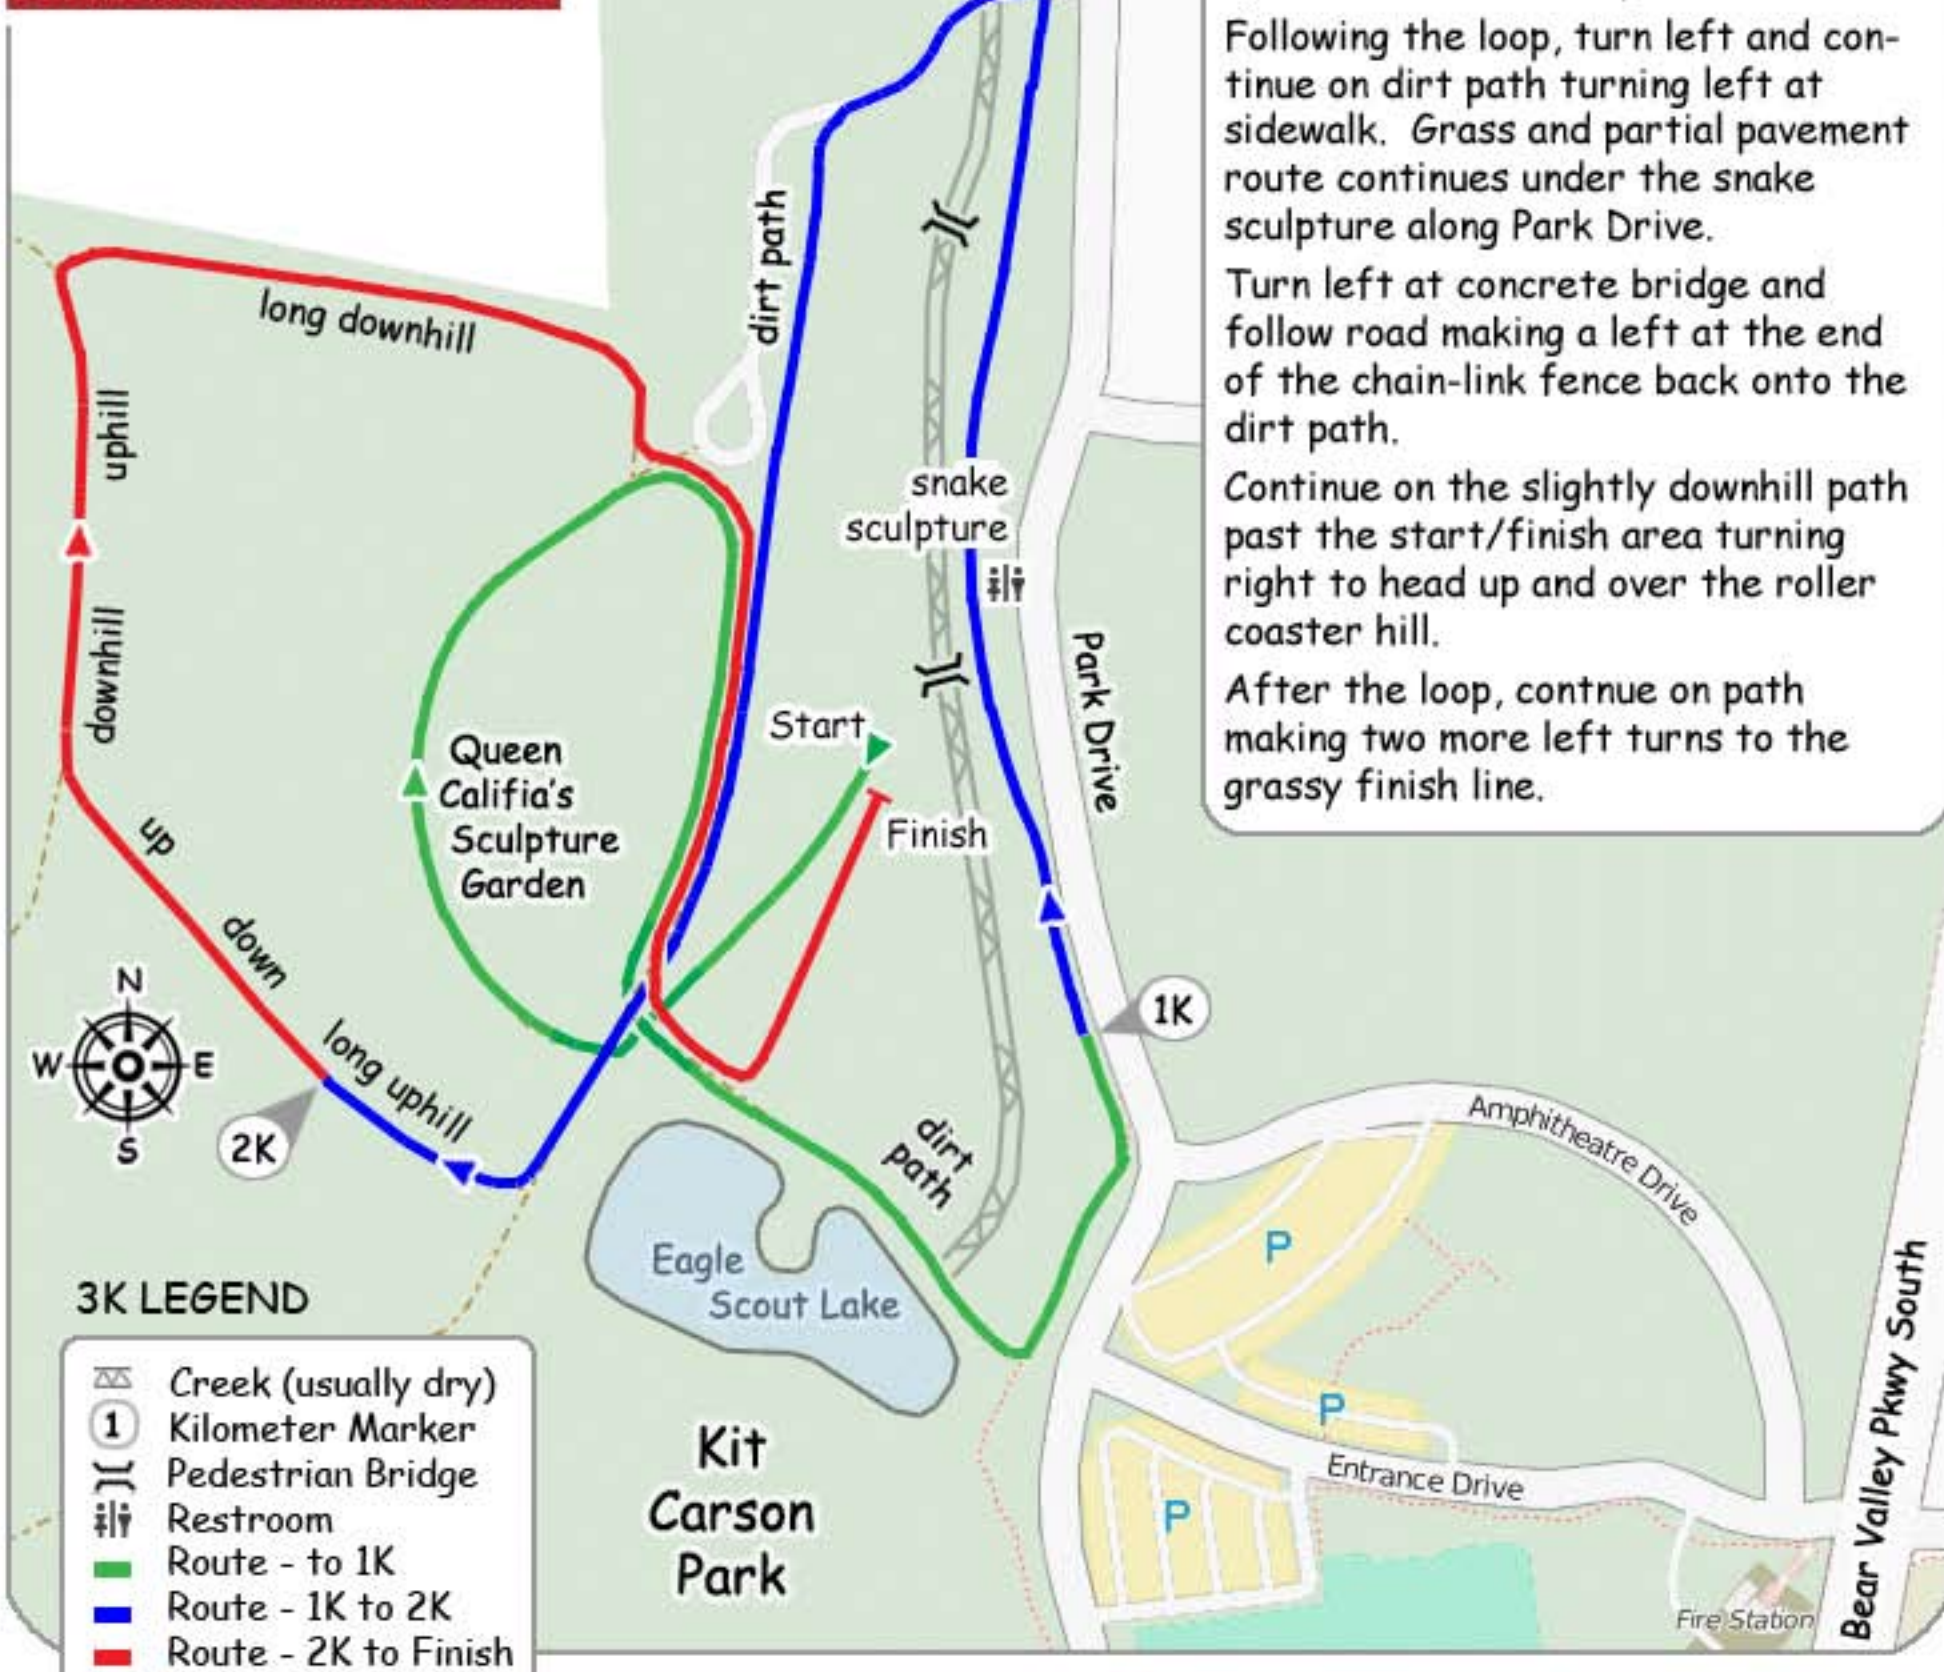 Following the loop, turn left and con-
tinue on dirt path turning left at
sidewalk. Grass and partial pavement
route continues under the snake
sculpture along Park Drive.
Turn left at concrete bridge and
follow road making a left at the end
of the chain-link fence back onto the
dirt path.
Continue on the slightly downhill path
past the start/finish area turning
right to head up and over the roller
coaster hill.
After the loop, contnue on path
making two more left turns to the
grassy finish line.
dirt path
long downhill
uphill
snake
sculpture
downhill
Park Drive
Start
Queen
Califia's
Sculpture
Garden
Finish
up
down
N
W
E
S
1K
long uphill
2K
dirt
path
Amphitheatre Drive
P
Eagle
Scout Lake
P
Entrance Drive
P
Bear Valley Pkwy South
Fire Station
Kit
Carson
Park
3K LEGEND
Creek (usually dry)
1 Kilometer Marker
Pedestrian Bridge
Restroom
Route - to 1K
Route - 1K to 2K
Route - 2K to Finish